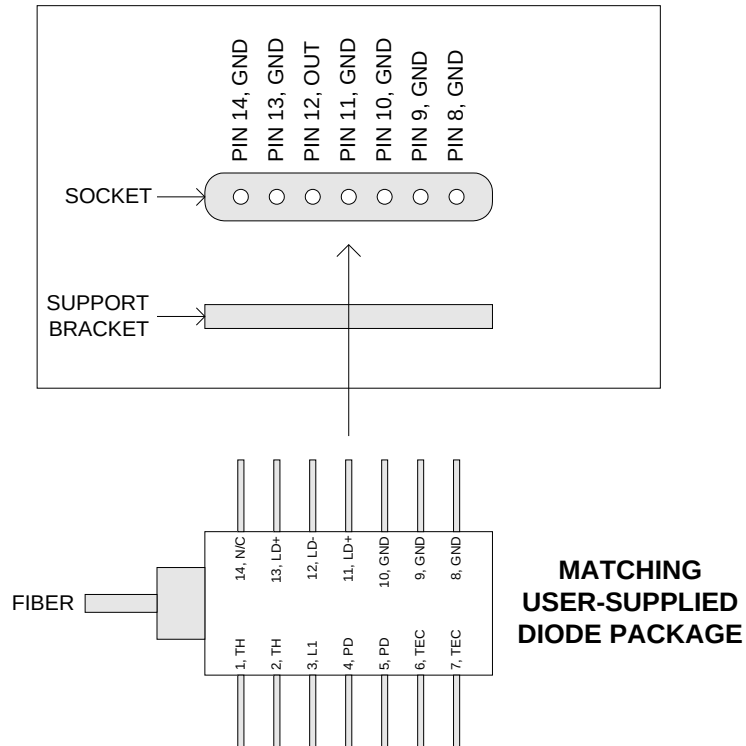 PIN 14, GND
PIN 13, GND
PIN 12, OUT
PIN 11, GND
PIN 10, GND
PIN 9, GND
PIN 8, GND
SOCKET
SUPPORT
BRACKET
14, N/C
13, LD+
12, LD-
11, LD+
10, GND
9, GND
8, GND
FIBER
MATCHING
USER-SUPPLIED
DIODE PACKAGE
1, TH
2, TH
3, L1
4, PD
5, PD
6, TEC
7, TEC